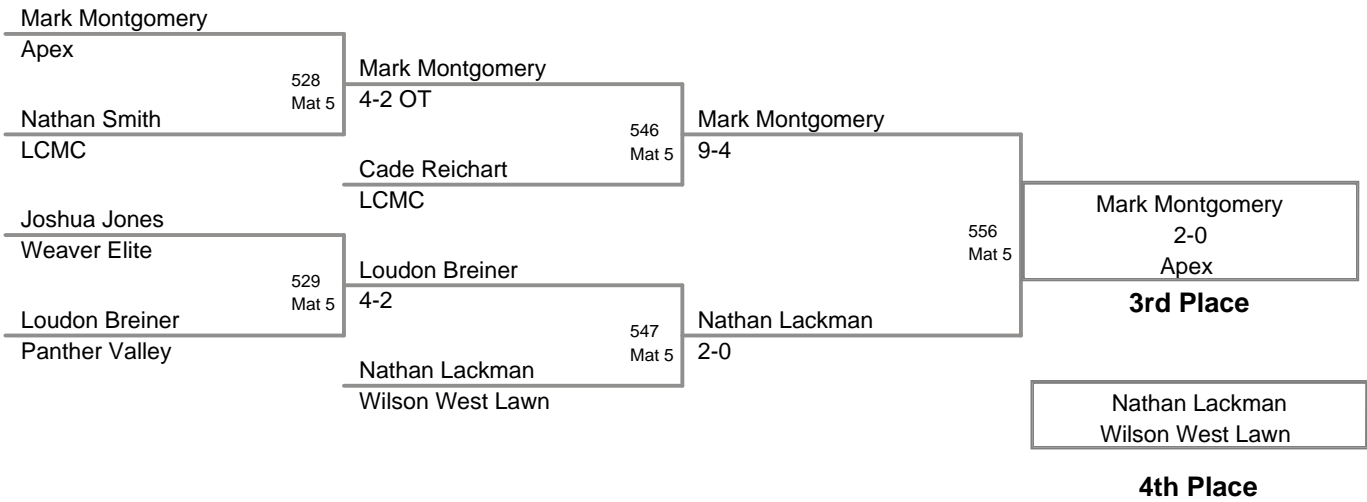 Mark Montgomery
Apex
528
Mat 5
Nathan Smith
LCMC
Joshua Jones
Weaver Elite
529
Mat 5
Loudon Breiner
Panther Valley
Mark Montgomery
4-2 OT
546
Mat 5
Cade Reichart
LCMC
Loudon Breiner
4-2
547
Mat 5
Nathan Lackman
Wilson West Lawn
Mark Montgomery
9-4
556
Mat 5
Nathan Lackman
2-0
Mark Montgomery
2-0
Apex
3rd Place
Nathan Lackman
Wilson West Lawn
4th Place